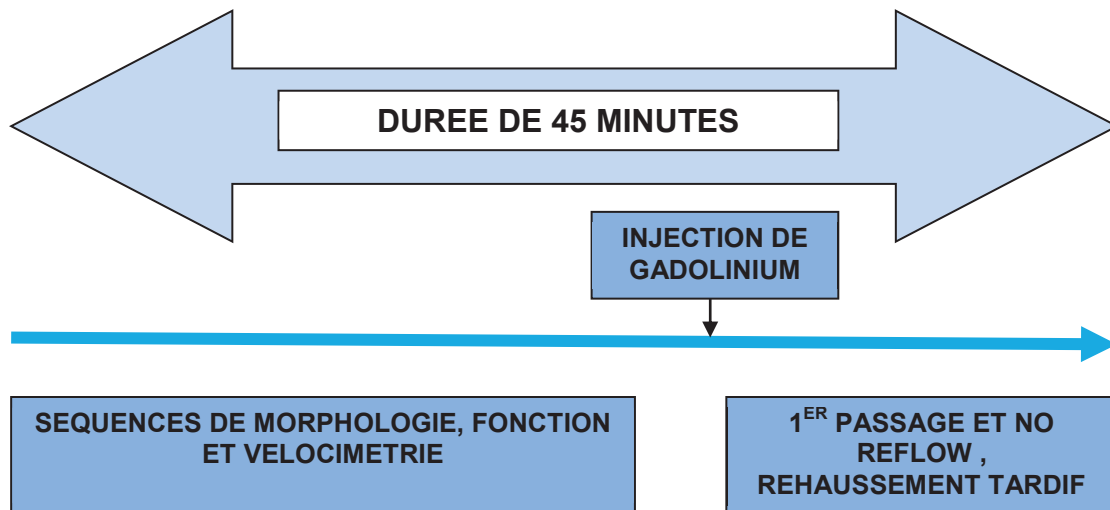 DUREE DE 45 MINUTES
INJECTION DE
GADOLINIUM
SEQUENCES DE MORPHOLOGIE, FONCTION
ET VELOCIMETRIE
1ER PASSAGE ET NO
REFLOW ,
REHAUSSEMENT TARDIF